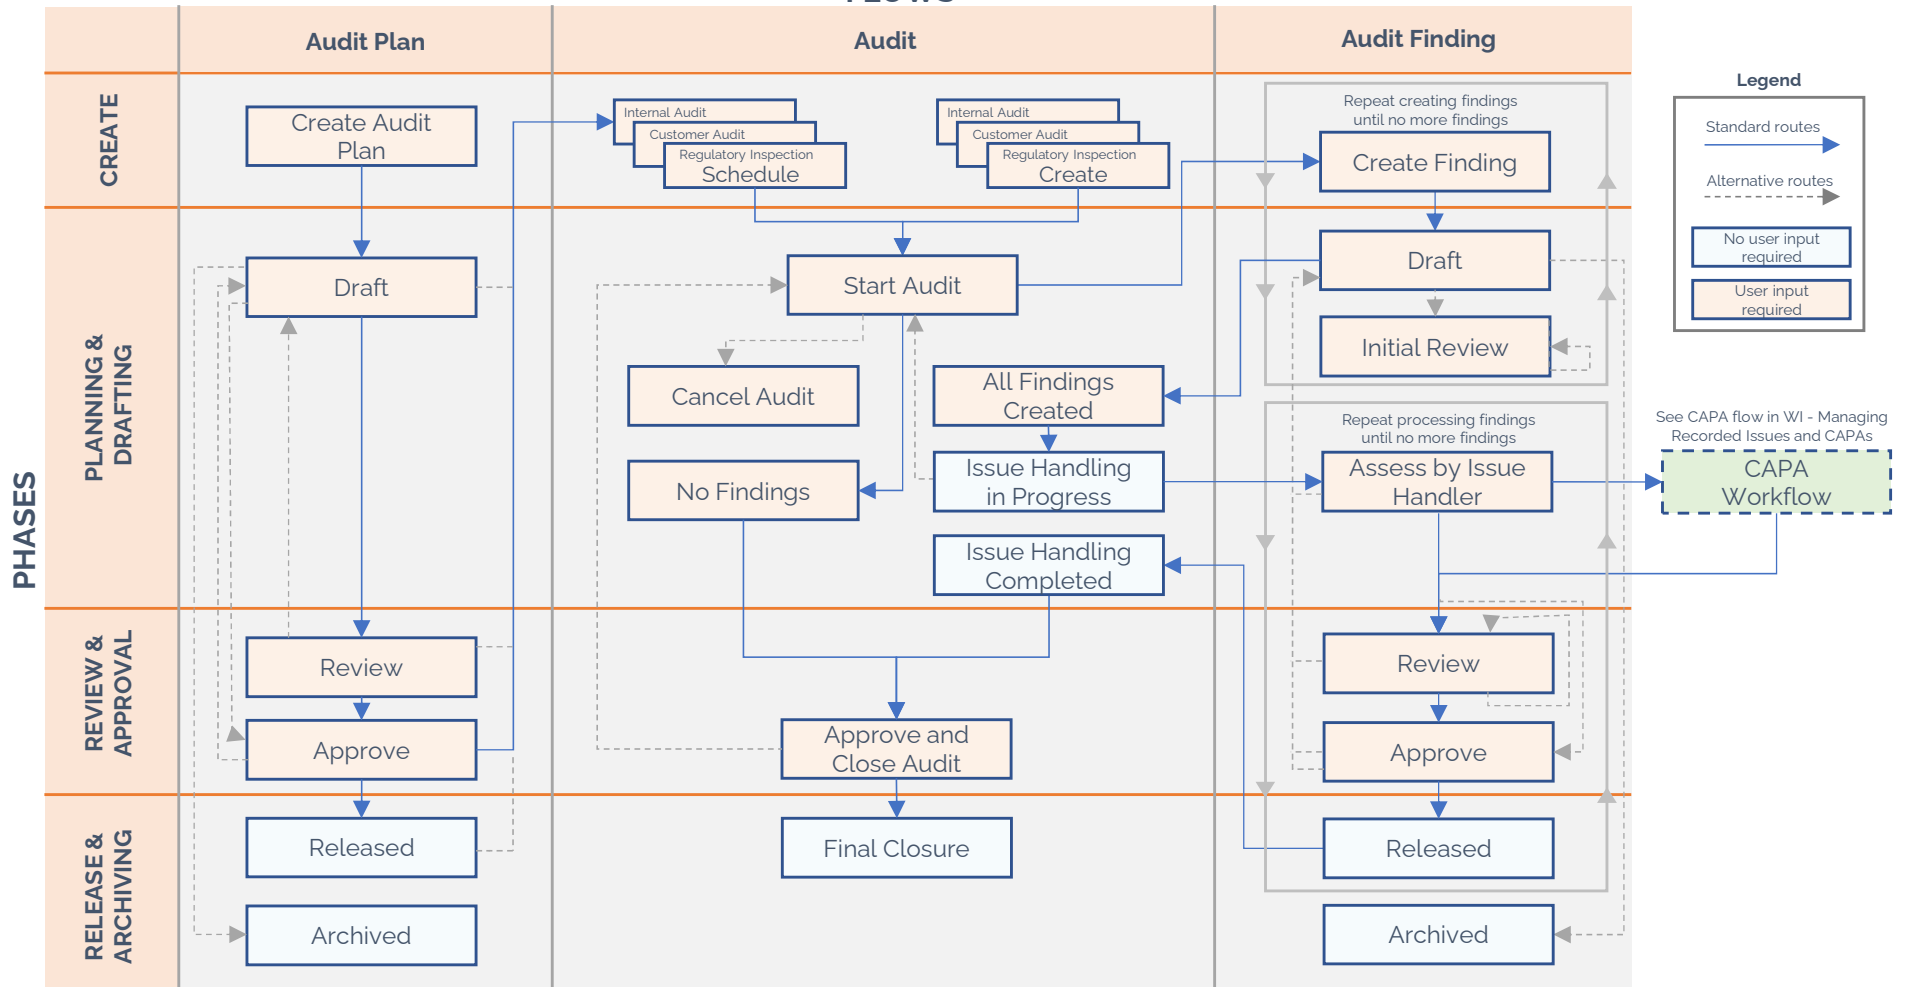 Audit Plan
Audit
Audit Finding
PHASES
CREATE
PLANNING &
DRAFTING
REVIEW &
APPROVAL
RELEASE &
ARCHIVING
Create Audit
Plan
Draft
Review
Approve
Released
Archived
Internal Audit
Customer Audit
Regulatory Inspection
Schedule
Internal Audit
Customer Audit
Regulatory Inspection
Create
Start Audit
Cancel Audit
All Findings
Created
No Findings
Issue Handling
in Progress
Issue Handling
Completed
Approve and
Close Audit
Final Closure
Repeat creating findings
until no more findings
Create Finding
Draft
Initial Review
Repeat processing findings
until no more findings
Assess by Issue
Handler
Review
Approve
Released
Archived
Legend
Standard routes
Alternative routes
No user input
required
User input
required
See CAPA flow in WI - Managing
Recorded Issues and CAPAs
CAPA
Workflow